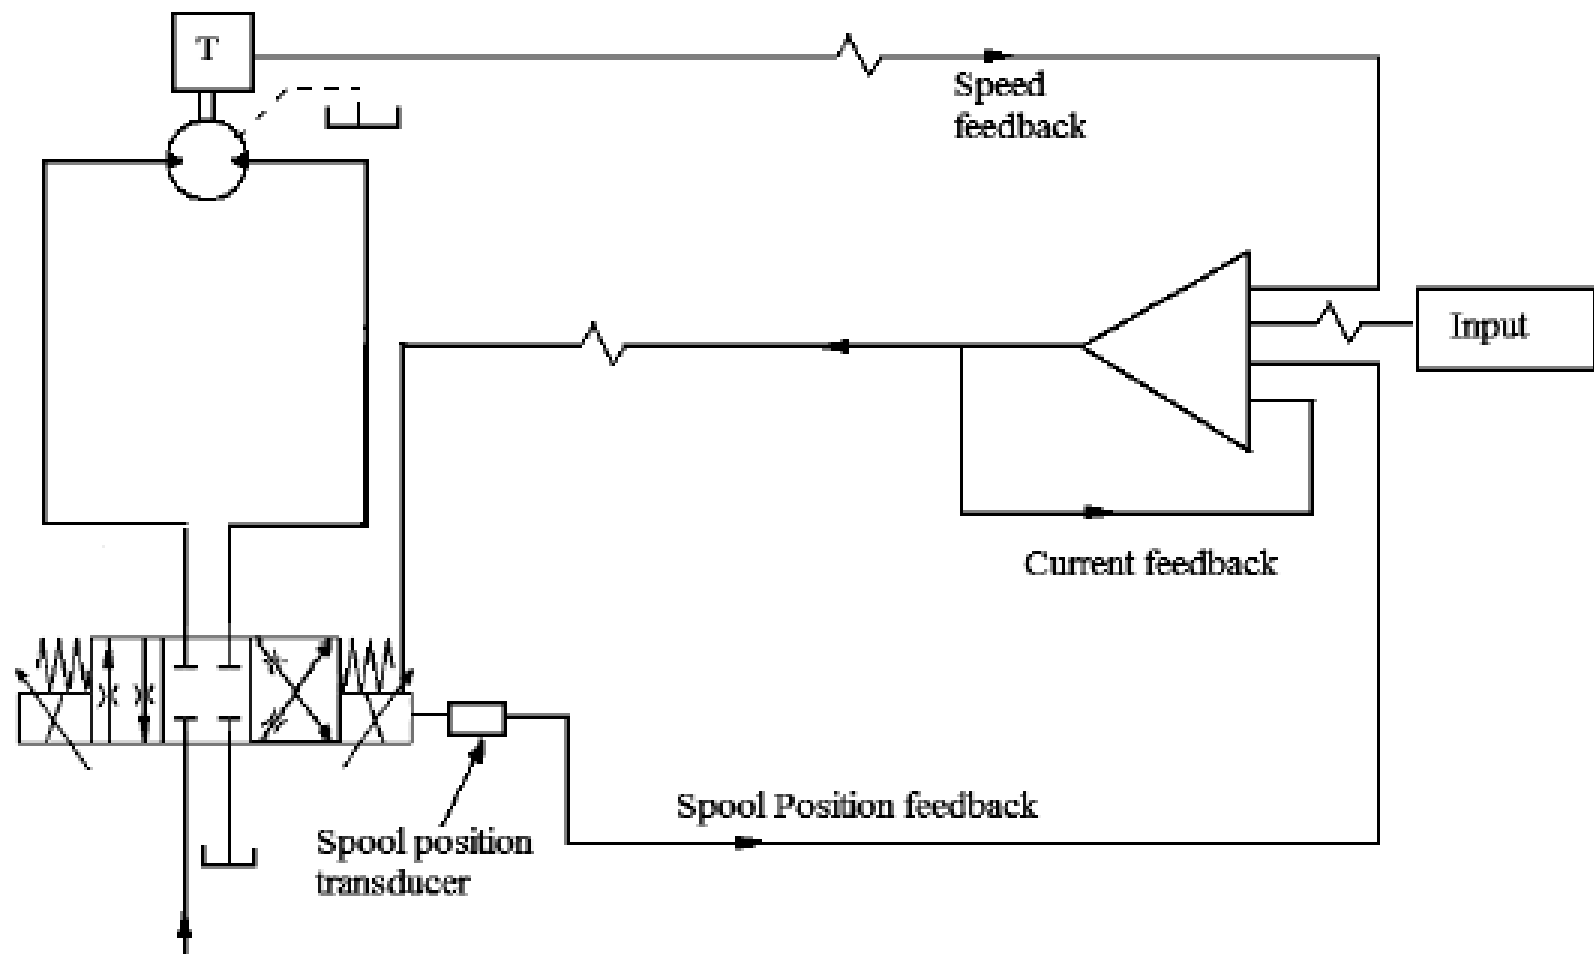 T
Speed
feedback
Input
Current feedback
Spool Position feedback
Spool position
transducer